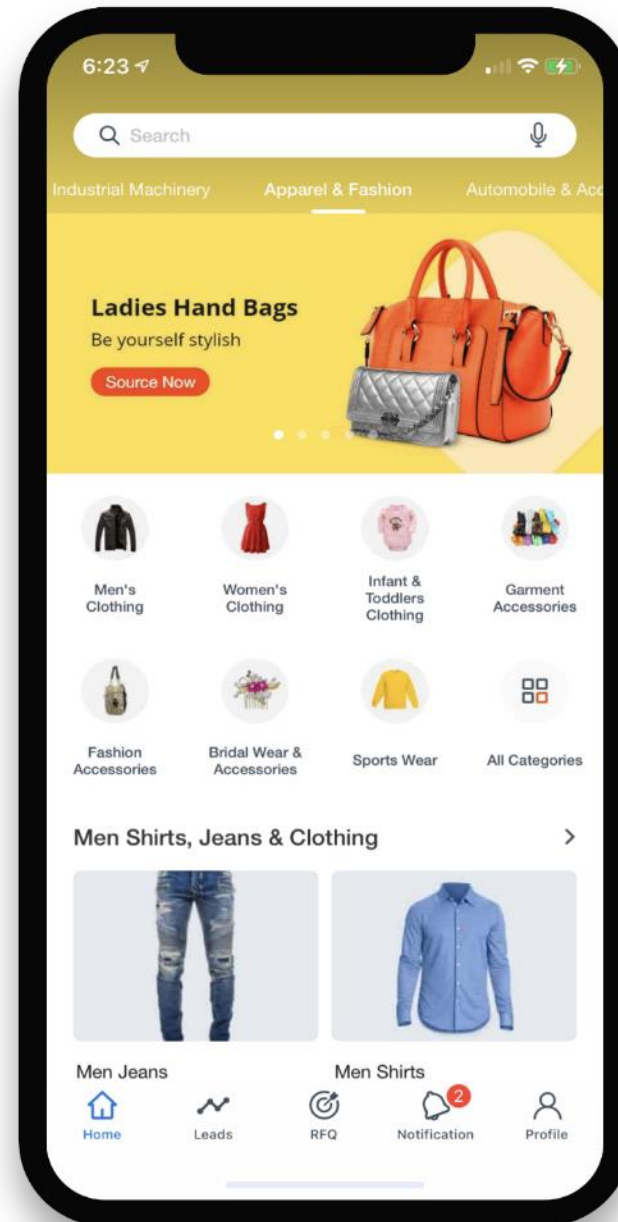 6:23
Search
Industrial Machinery
Apparel & Fashion
Automobile & Acc
Ladies Hand Bags
Be yourself stylish
Source Now
Men's
Clothing
Women's
Clothing
Infant &
Toddlers
Clothing
Garment
Accessories
Fashion
Accessories
Bridal Wear &
Accessories
Sports Wear
All Categories
Men Shirts, Jeans & Clothing
Men Jeans
Men Shirts
Home
Leads
RFQ
2
Notification
Profile